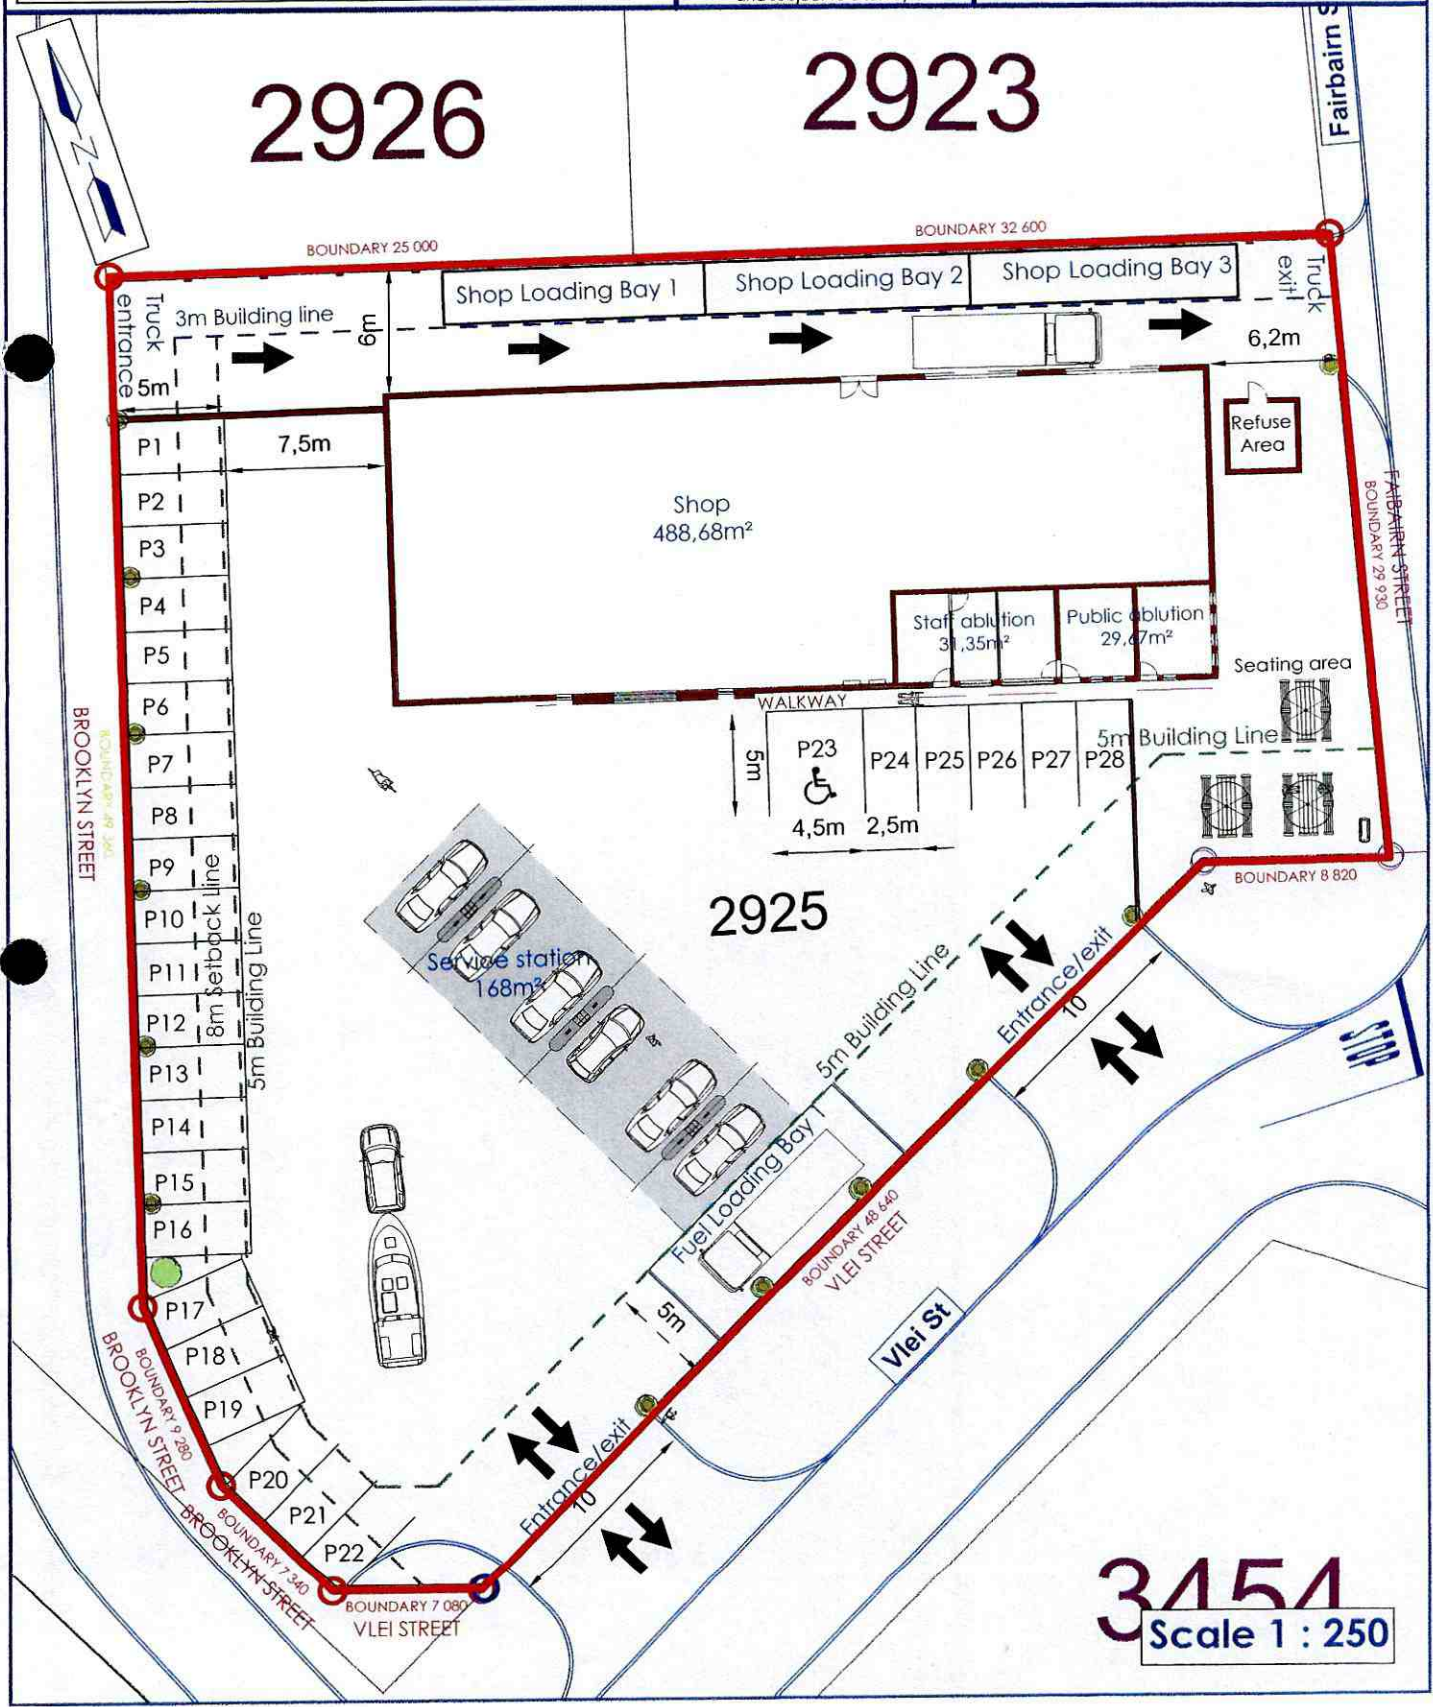 2926
2923
Fairbairn S
N
BOUNDARY 25 000
BOUNDARY 32 600
Truck
entrance
3m Building line
6m
Shop Loading Bay 1
Shop Loading Bay 2
Shop Loading Bay 3
Truck
exit
5m
6,2m
7,5m
Refuse
Area
Shop
488,68m²
P1
P2
P3
P4
P5
P6
P7
P8
P9
P10
P11
P12
P13
P14
P15
P16
P17
P18
P19
P20
P21
P22
FAIBAIRN STREET
BOUNDARY 29 930
Staff ablution
31,35m²
Public ablution
29,67m²
Seating area
WALKWAY
5m
P23
P24
P25
P26
P27
P28
5m Building Line
4,5m
2,5m
BROOKLYN STREET
BOUNDARY 49 360
8m Setback Line
5m Building Line
2925
Service station
168m²
BOUNDARY 8 820
Entrance/exit
10
5m Building Line
STOP
Fuel Loading Bay 1
BOUNDARY 48 640
VLEI STREET
5m
Vlei St
Entrance/exit
10
BOUNDARY 9 280
BROOKLYN STREET
BOUNDARY 7 340
BROOKLYN STREET
BOUNDARY 7 080
VLEI STREET
3454
Scale 1 : 250